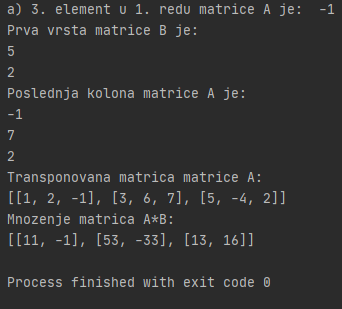 a) 3. element u 1. redu matrice A je:  -1
Prva vrsta matrice B je:
5
2
Poslednja kolona matrice A je:
-1
7
2
Transponovana matrica matrice A:
[[1, 2, -1], [3, 6, 7], [5, -4, 2]]
Mnozenje matrica A*B:
[[11, -1], [53, -33], [13, 16]]
Process finished with exit code 0